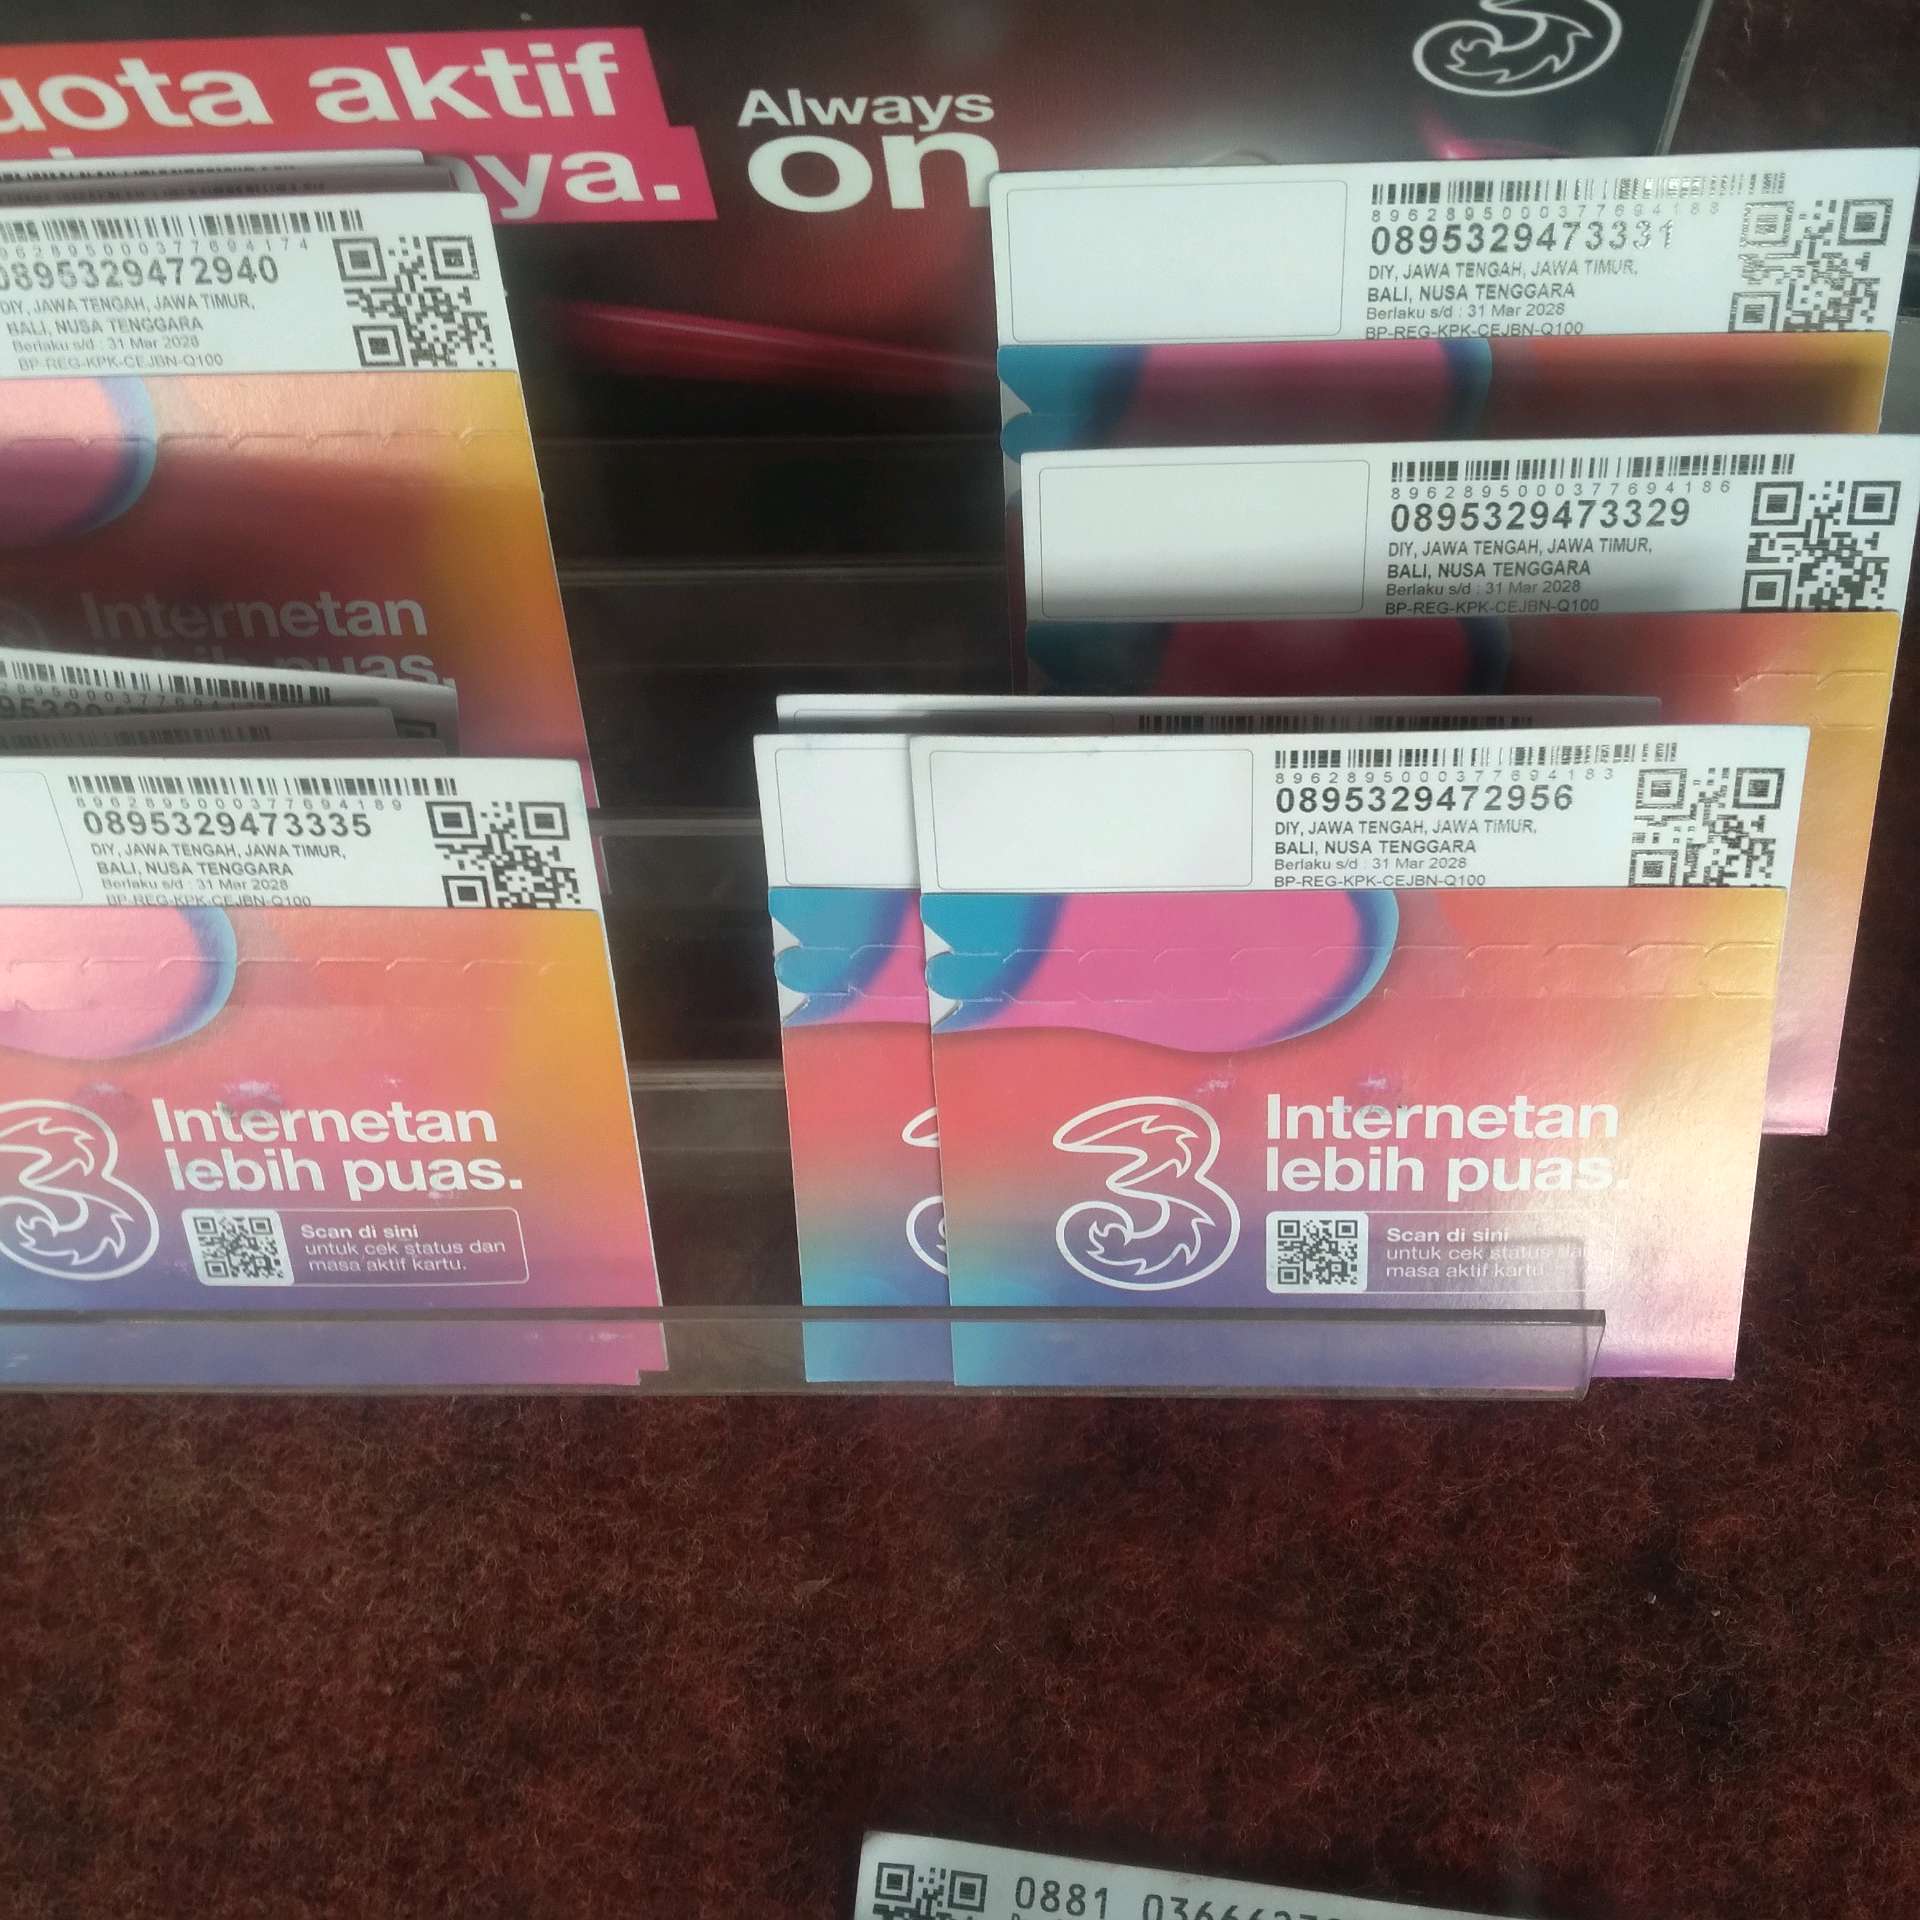 aktif
ya.
Always
on
0895329472940
DIY, JAWA TENGAH, JAWA TIMUR,
BALI, NUSA TENGGARA
Berlaku s/d : 31 Mar 2028
BP-REG-KPK-CEJBN-Q100
Internetan
8962895000377694188
0895329473331
DIY, JAWA TENGAH, JAWA TIMUR,
BALI, NUSA TENGGARA
Berlaku s/d : 31 Mar 2028
BP-REG-KPK-CEJBN-Q100
8962895000377694186
0895329473329
DIY, JAWA TENGAH, JAWA TIMUR,
BALI, NUSA TENGGARA
Berlaku s/d : 31 Mar 2028
BP-REG-KPK-CEJBN-Q100
8962895000377694189
0895329473335
DIY, JAWA TENGAH, JAWA TIMUR,
BALI, NUSA TENGGARA
Berlaku s/d : 31 Mar 2028
BP-REG-KPK-CEJBN-Q100
3
Internetan
lebih puas.
Scan di sini
untuk cek status dan
masa aktif kartu.
8962895000377694183
0895329472956
DIY, JAWA TENGAH, JAWA TIMUR,
BALI, NUSA TENGGARA
Berlaku s/d : 31 Mar 2028
BP-REG-KPK-CEJBN-Q100
3
Internetan
lebih puas.
Scan di sini
untuk cek status dan
masa aktif kartu.
0881